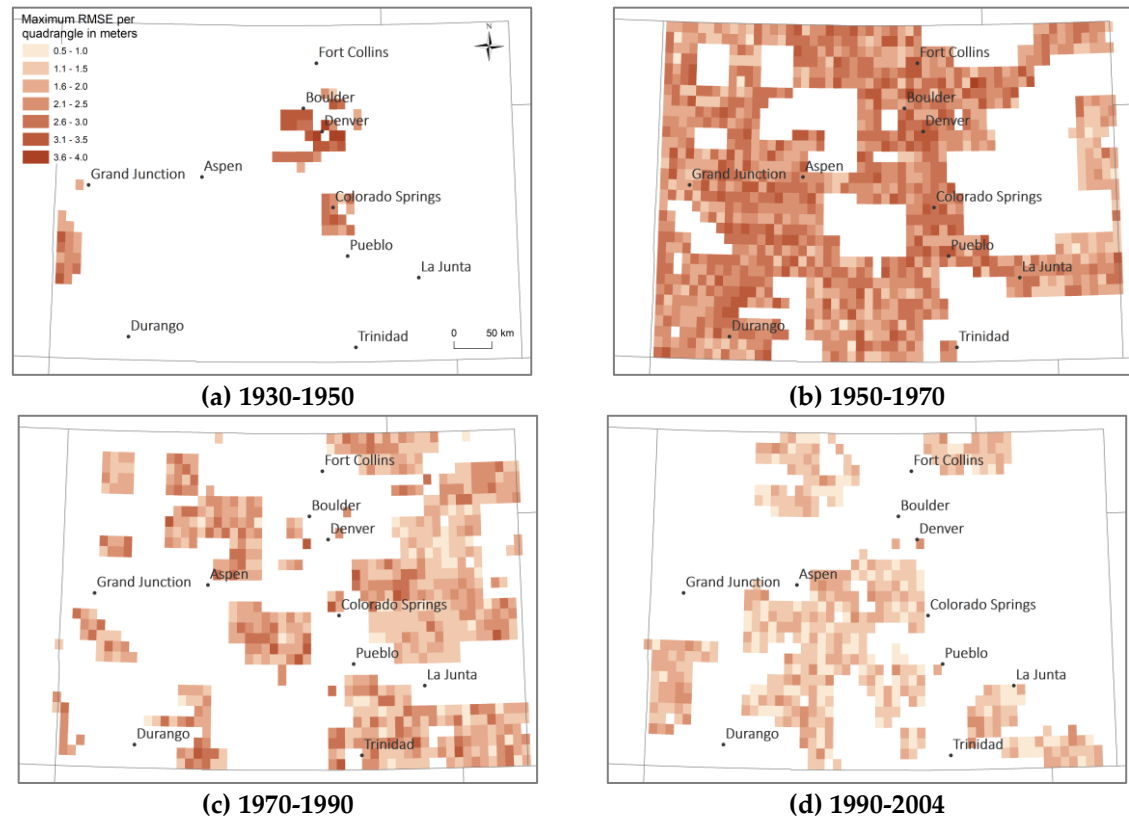 Maximum RMSE per
quadrangle in meters
0.5 - 1.0
1.1 - 1.5
1.6 - 2.0
2.1 - 2.5
2.6 - 3.0
3.1 - 3.5
3.6 - 4.0
Fort Collins
Boulder
Denver
Aspen
Grand Junction
Colorado Springs
Pueblo
La Junta
Durango
0 50 km
Trinidad
(a) 1930-1950
Fort Collins
Boulder
Denver
Aspen
Grand Junction
Colorado Springs
Pueblo
La Junta
Durango
Trinidad
(b) 1950-1970
Fort Collins
Boulder
Denver
Aspen
Grand Junction
Colorado Springs
Pueblo
La Junta
Durango
Trinidad
(c) 1970-1990
Fort Collins
Boulder
Denver
Aspen
Grand Junction
Colorado Springs
Pueblo
La Junta
Durango
Trinidad
(d) 1990-2004